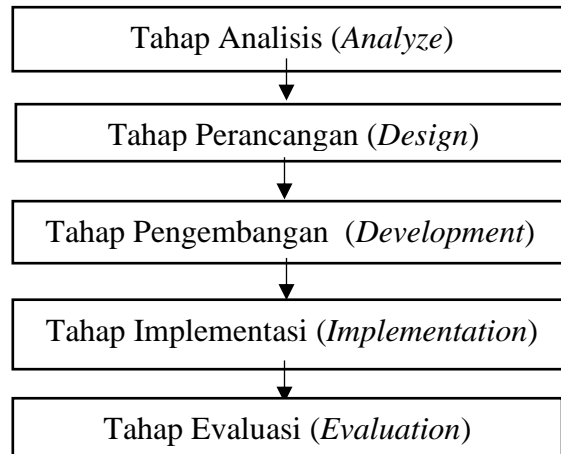 Tahap Analisis (Analyze)
Tahap Perancangan (Design)
Tahap Pengembangan (Development)
Tahap Implementasi (Implementation)
Tahap Evaluasi (Evaluation)